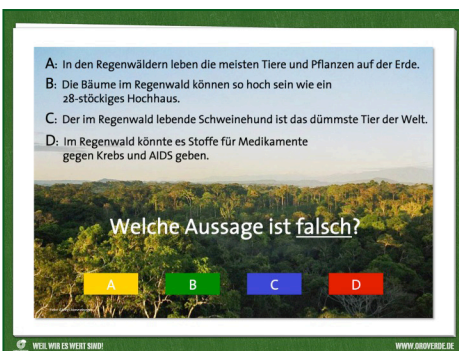 A: In den Regenwäldern leben die meisten Tiere und Pflanzen auf der Erde.
B: Die Bäume im Regenwald können so hoch sein wie ein
28-stöckiges Hochhaus.
C: Der im Regenwald lebende Schweinehund ist das dümmste Tier der Welt.
D: Im Regenwald könnte es Stoffe für Medikamente
gegen Krebs und AIDS geben.
Welche Aussage ist falsch?
A
B
C
D
WEIL WIR ES WERT SIND!
WWW.OROVERDE.DE